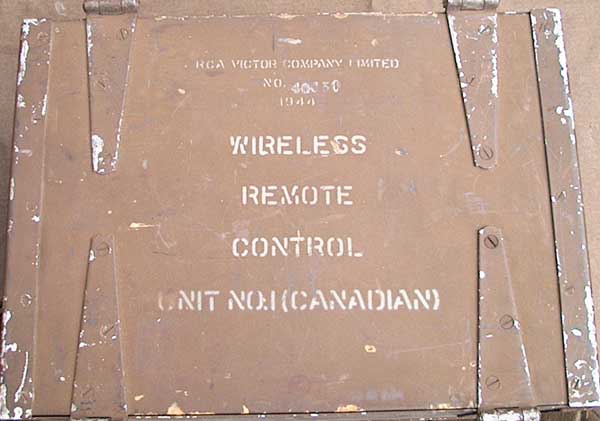 RCA VICTOR COMPANY LIMITED
NO.
1944
WIRELESS
REMOTE
CONTROL
UNIT NO.1 (CANADIAN)